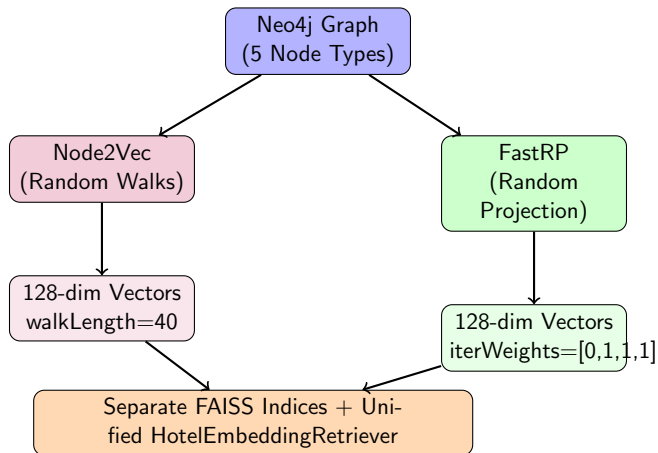 Neo4j Graph
(5 Node Types)
Node2Vec
(Random Walks)
FastRP
(Random
Projection)
128-dim Vectors
walkLength=40
128-dim Vectors
iterWeights=[0,1,1,1]
Separate FAISS Indices + Uni-
fied HotelEmbeddingRetriever